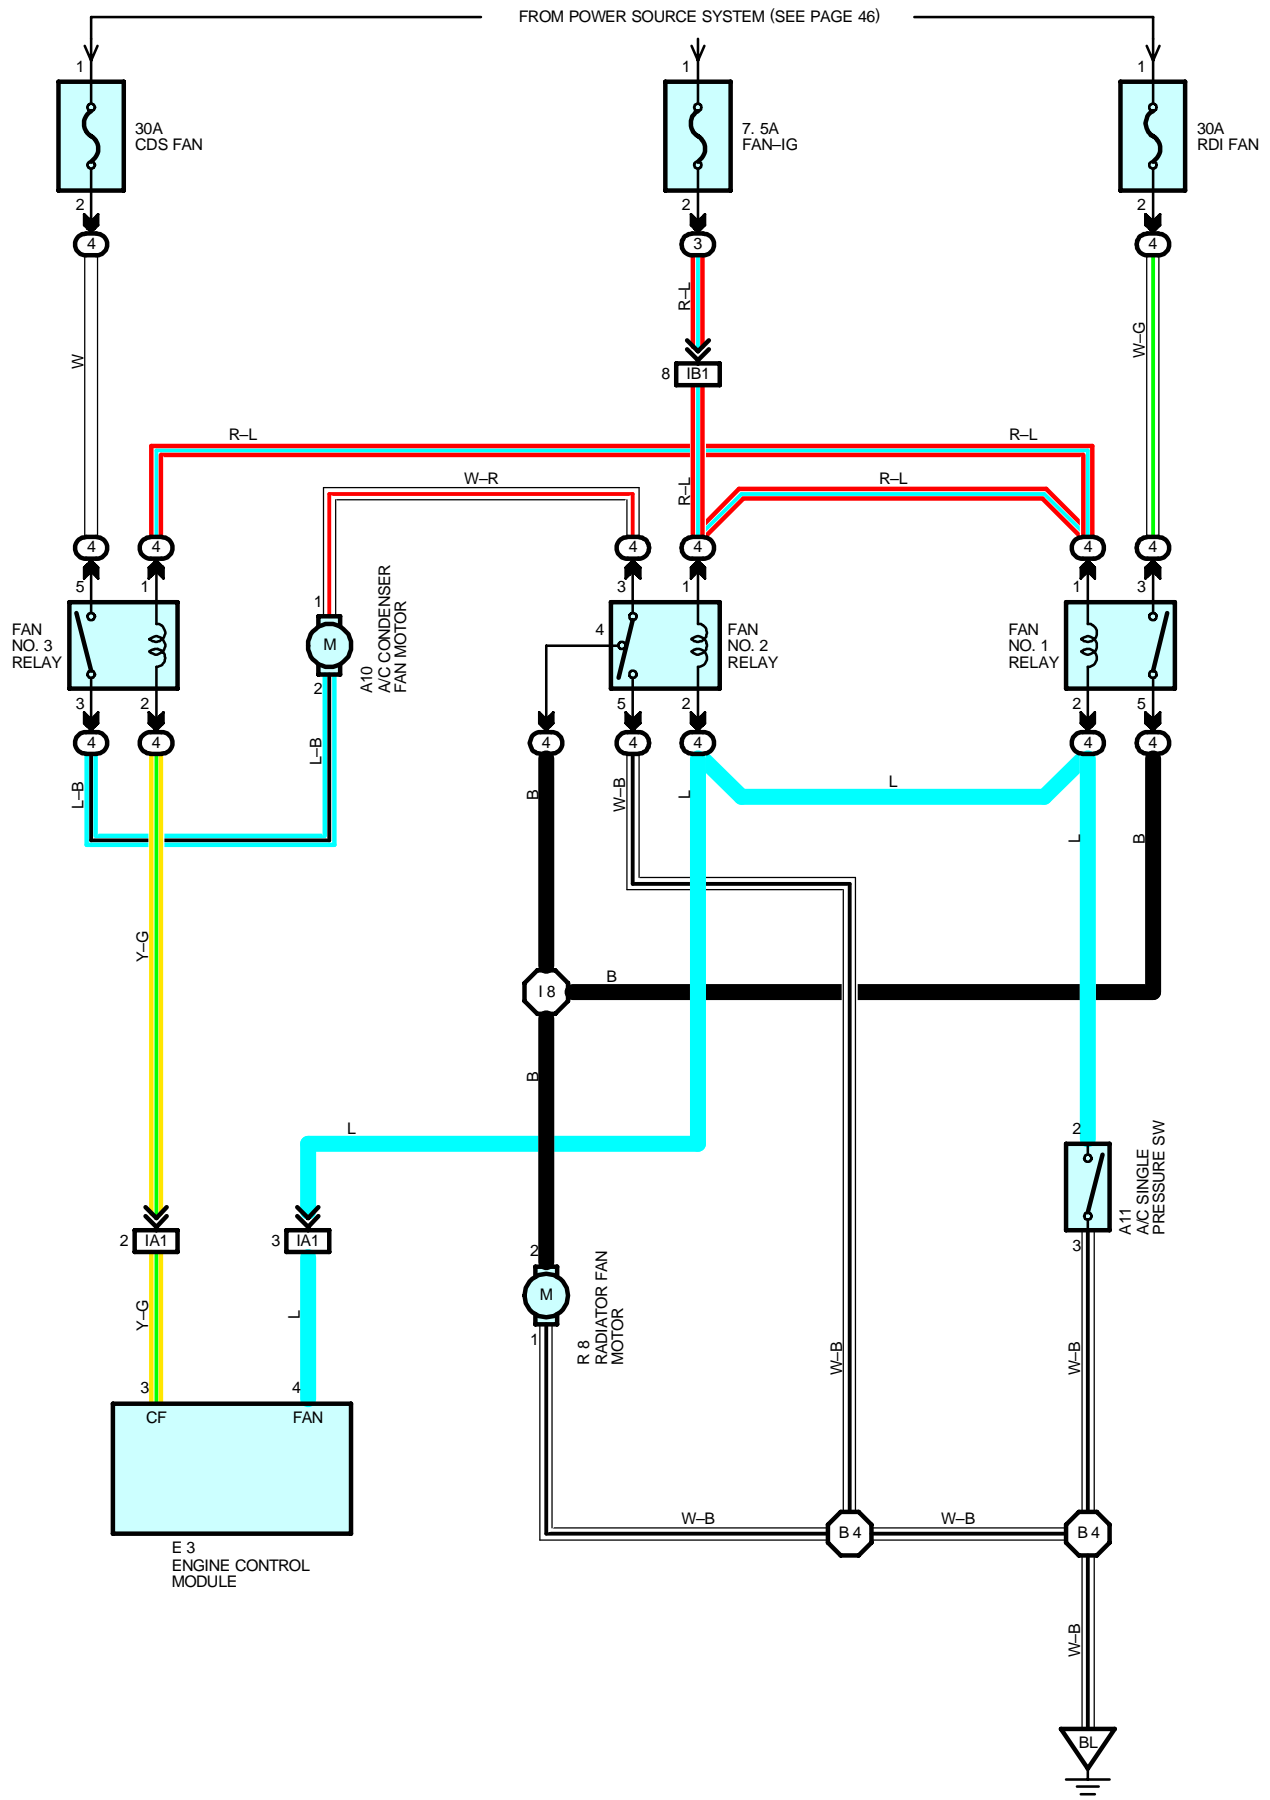 FROM POWER SOURCE SYSTEM (SEE PAGE 46)
1
1
1
30A
CDS FAN
7. 5A
FAN–IG
30A
RDI FAN
2
2
2
4
3
4
R–L
W
W–G
8
IB1
R–L
R–L
W–R
R–L
R–L
4
4
4
4
4
4
5
1
3
1
1
3
FAN
NO. 3
RELAY
1
M
2
A10
A/C CONDENSER
FAN MOTOR
4
FAN
NO. 2
RELAY
FAN
NO. 1
RELAY
3
2
5
2
2
5
4
4
4
4
4
4
4
L–B
L–B
B
W–B
L
L
L
B
Y–G
I 8
B
B
L
2
IA1
3
IA1
2
3
A11
A/C SINGLE
PRESSURE SW
2
M
1
R 8
RADIATOR FAN
MOTOR
Y–G
L
W–B
W–B
3
4
CF
FAN
E 3
ENGINE CONTROL
MODULE
W–B
B 4
W–B
B 4
W–B
BL